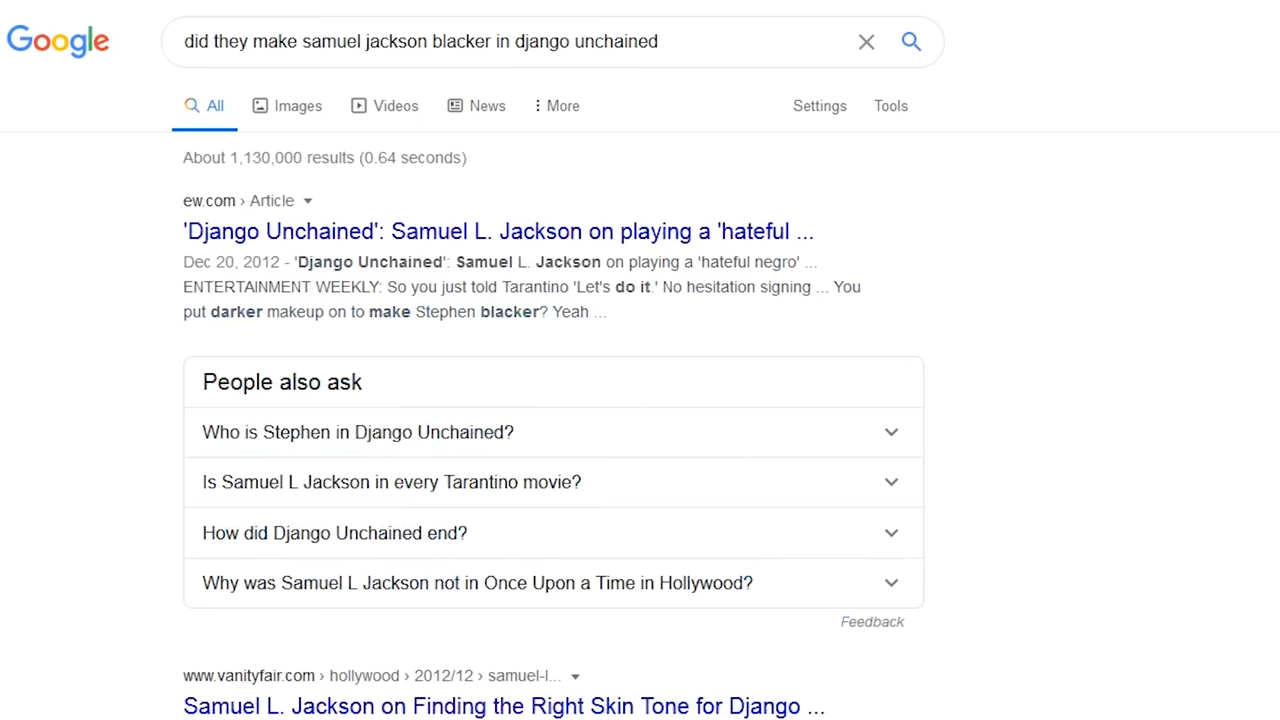 Google
did they make samuel jackson blacker in django unchained
All Images Videos News More Settings Tools
About 1,130,000 results (0.64 seconds)
ew.com › Article
'Django Unchained': Samuel L. Jackson on playing a 'hateful ...
Dec 20, 2012 - 'Django Unchained': Samuel L. Jackson on playing a 'hateful negro' ...
ENTERTAINMENT WEEKLY: So you just told Tarantino 'Let's do it.' No hesitation signing ... You
put darker makeup on to make Stephen blacker? Yeah ...
People also ask
Who is Stephen in Django Unchained?
Is Samuel L Jackson in every Tarantino movie?
How did Django Unchained end?
Why was Samuel L Jackson not in Once Upon a Time in Hollywood?
Feedback
www.vanityfair.com › hollywood › 2012/12 › samuel-l...
Samuel L. Jackson on Finding the Right Skin Tone for Django ...